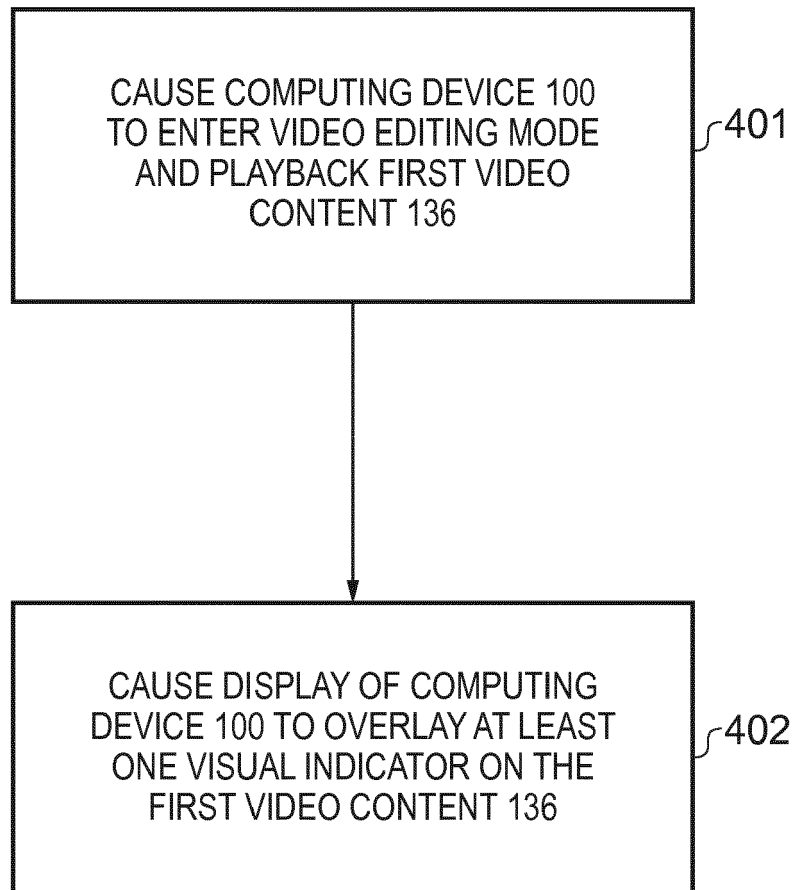 CAUSE COMPUTING DEVICE 100
TO ENTER VIDEO EDITING MODE
AND PLAYBACK FIRST VIDEO
CONTENT 136
401
CAUSE DISPLAY OF COMPUTING
DEVICE 100 TO OVERLAY AT LEAST
ONE VISUAL INDICATOR ON THE
FIRST VIDEO CONTENT 136
402